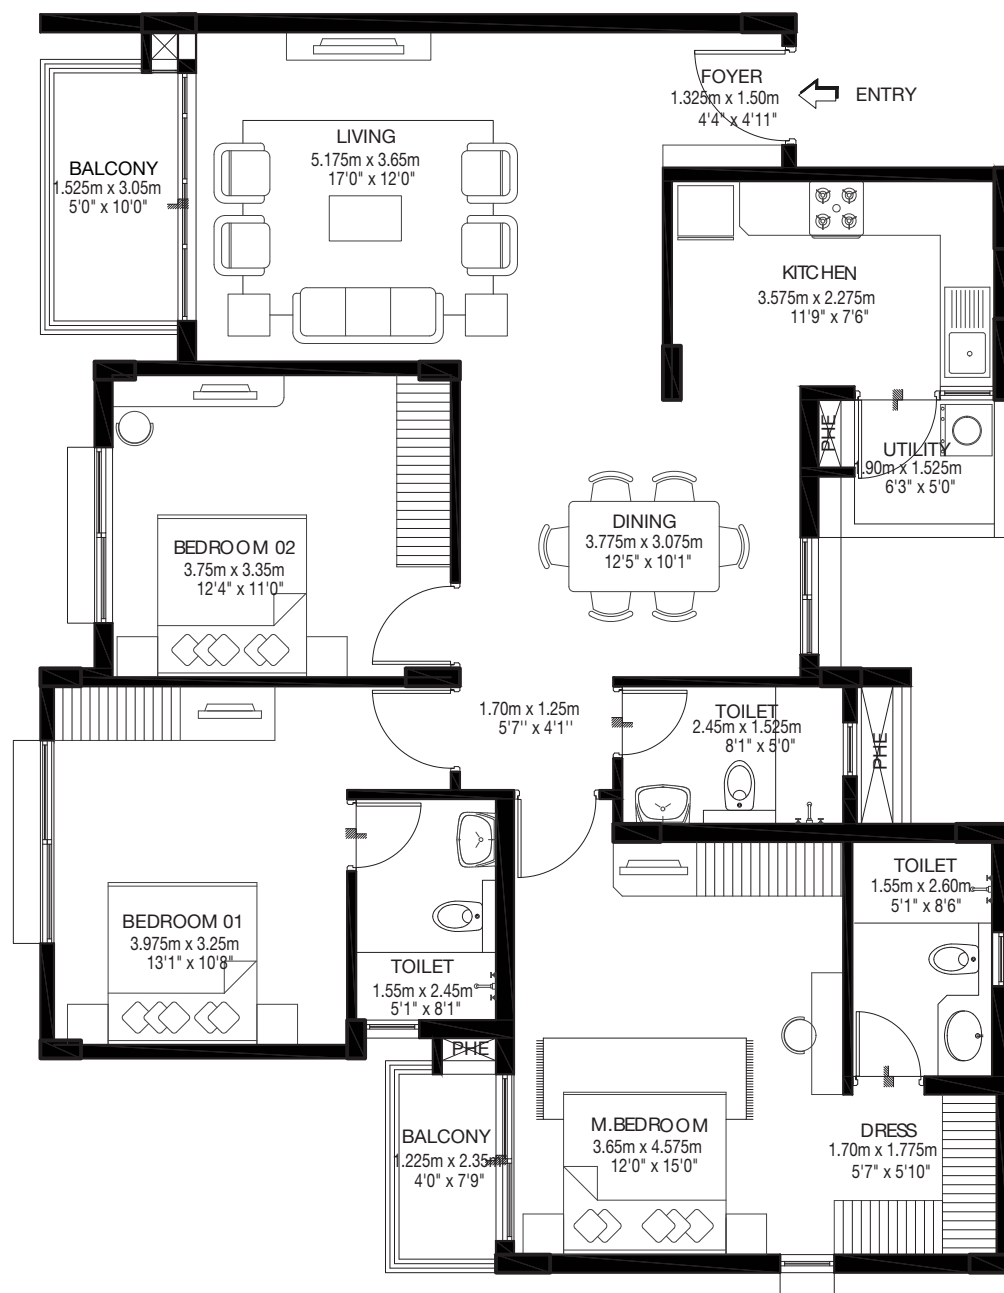 FOYER
1.325m x 1.50m
4'4" x 4'11"
ENTRY
LIVING
5.175m x 3.65m
17'0" x 12'0"
BALCONY
1.525m x 3.05m
5'0" x 10'0"
KITCHEN
3.575m x 2.275m
11'9" x 7'6"
PHE
UTILITY
1.90m x 1.525m
6'3" x 5'0"
DINING
3.775m x 3.075m
12'5" x 10'1"
BEDROOM 02
3.75m x 3.35m
12'4" x 11'0"
1.70m x 1.25m
5'7'' x 4'1''
TOILET
2.45m x 1.525m
8'1" x 5'0"
PHE
TOILET
1.55m x 2.60m
5'1" x 8'6"
BEDROOM 01
3.975m x 3.25m
13'1" x 10'8"
TOILET
1.55m x 2.45m
5'1" x 8'1"
PHE
BALCONY
1.225m x 2.35m
4'0" x 7'9"
M.BEDROOM
3.65m x 4.575m
12'0" x 15'0"
DRESS
1.70m x 1.775m
5'7" x 5'10"